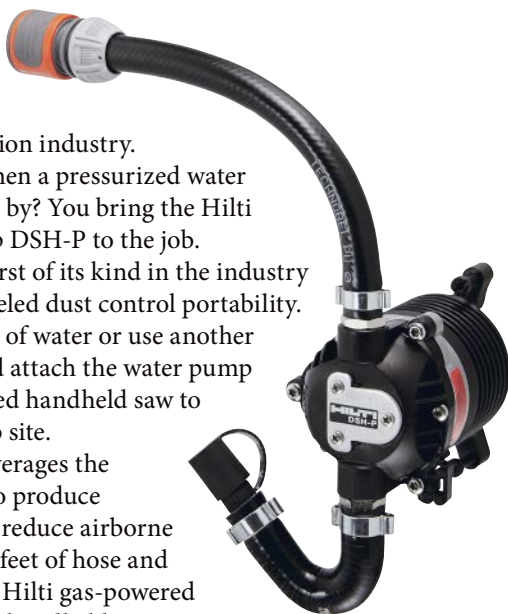 ion industry.
hen a pressurized water
by? You bring the Hilti
DSH-P to the job.
rst of its kind in the industry
eled dust control portability.
of water or use another
d attach the water pump
ed handheld saw to
site.
verages the
o produce
reduce airborne
feet of hose and
Hilti gas-powered
HILTI
DSH-P